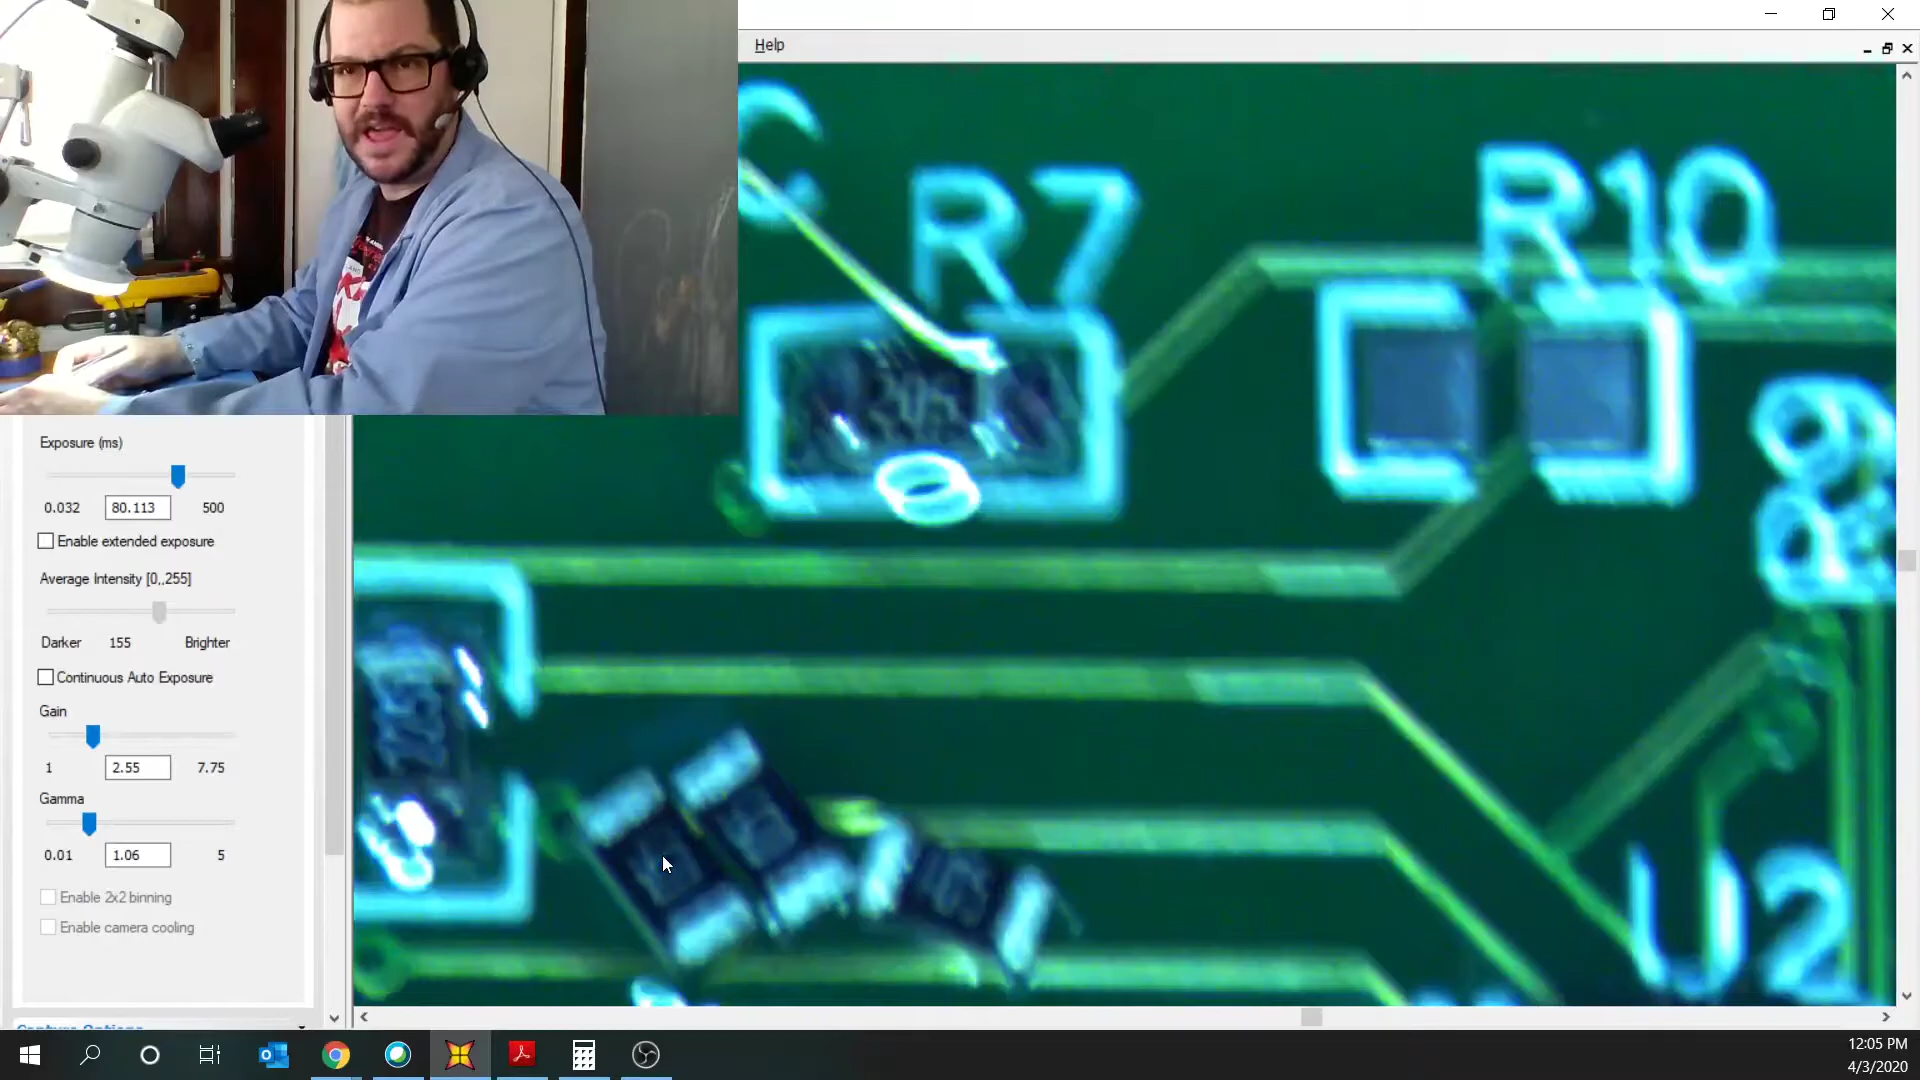 Help
R7
R10
Exposure (ms)
0.032 80.113 500
Enable extended exposure
Average Intensity [0,,255]
Darker 155 Brighter
Continuous Auto Exposure
Gain
1 2.55 7.75
Gamma
0.01 1.06 5
Enable 2x2 binning
Enable camera cooling
U2
12:05 PM
4/3/2020